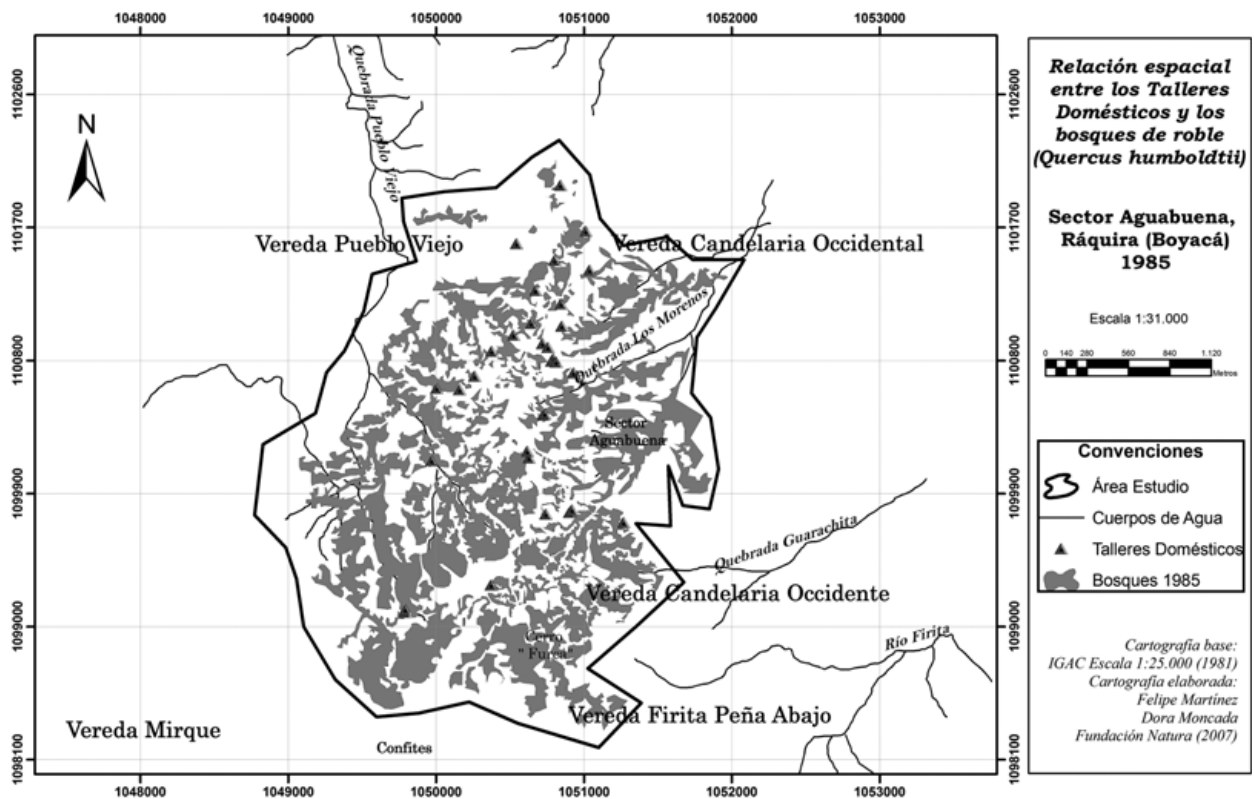 1048000 1049000 1050000 1051000 1052000 1053000
1102600
1101700
1100800
1099900
1099000
1098100
N
Quebrada Pueblo Viejo
Vereda Pueblo Viejo
Vereda Candelaria Occidental
Quebrada Los Morenos
Sector
Aguabuena
Quebrada Guarachita
Vereda Candelaria Occidente
Cerro
" Furca"
Río Firita
Vereda Firita Peña Abajo
Vereda Mirque
Confites
1102600
1101700
1100800
1099900
1099000
1098100
1048000 1049000 1050000 1051000 1052000 1053000
Relación espacial
entre los Talleres
Domésticos y los
bosques de roble
(Quercus humboldtii)
Sector Aguabuena,
Ráquira (Boyacá)
1985
Escala 1:31.000
0 140 280 560 840 1.120
Metros
Convenciones
Área Estudio
Cuerpos de Agua
Talleres Domésticos
Bosques 1985
Cartografía base:
IGAC Escala 1:25.000 (1981)
Cartografía elaborada:
Felipe Martínez
Dora Moncada
Fundación Natura (2007)